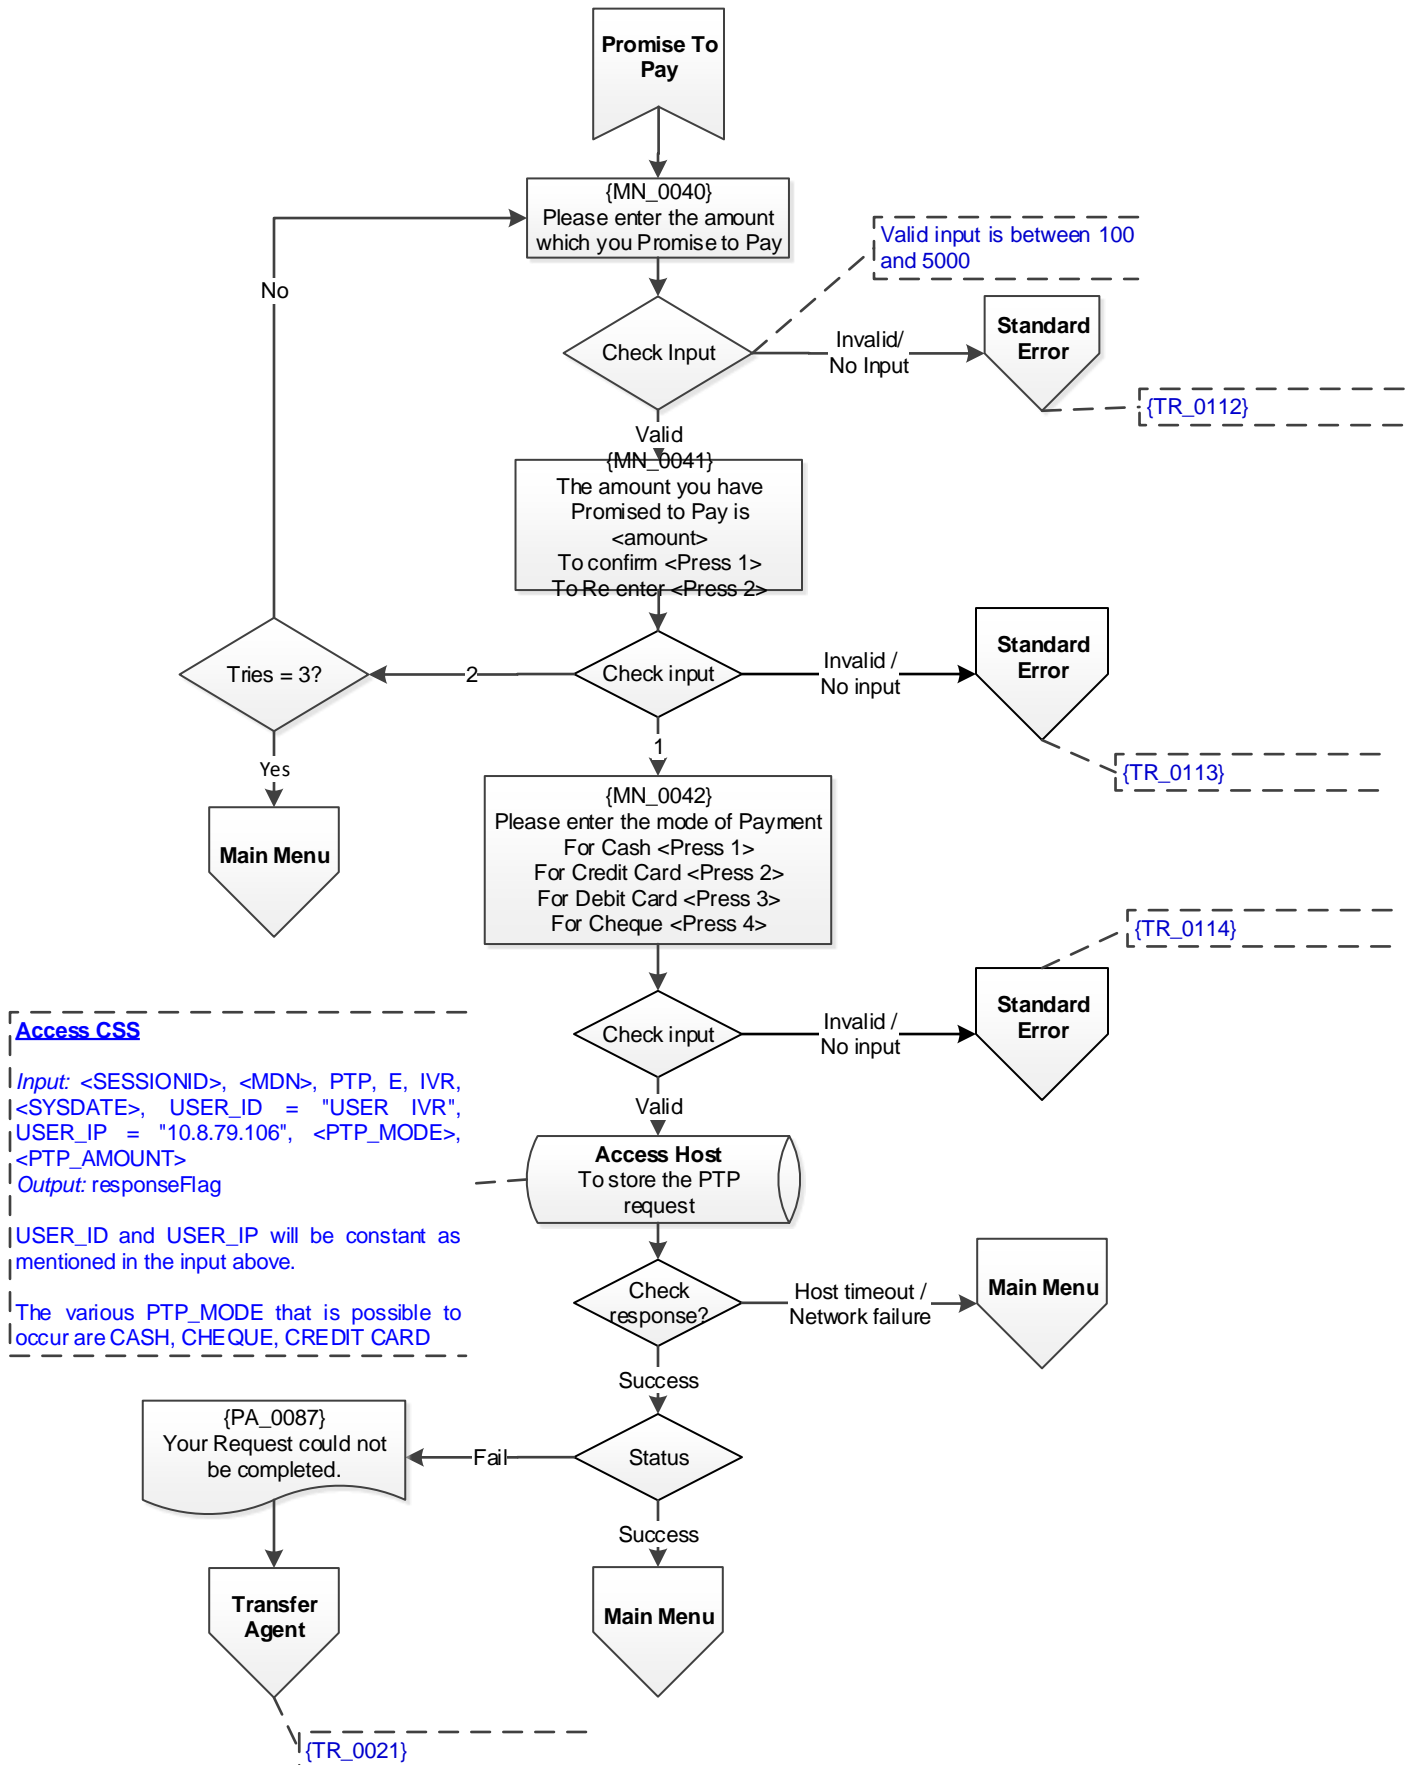 Promise To
Pay
{MN_0040}
Please enter the amount
which you Promise to Pay
Valid input is between 100
and 5000
No
Check Input
Invalid/
No Input
Standard
Error
{TR_0112}
Valid
{MN_0041}
The amount you have
Promised to Pay is
<amount>
To confirm <Press 1>
To Re enter <Press 2>
Tries = 3?
2
Check input
Invalid /
No input
Standard
Error
{TR_0113}
Yes
Main Menu
1
{MN_0042}
Please enter the mode of Payment
For Cash <Press 1>
For Credit Card <Press 2>
For Debit Card <Press 3>
For Cheque <Press 4>
{TR_0114}
Check input
Invalid /
No input
Standard
Error
Valid
Access CSS
Input: <SESSIONID>, <MDN>, PTP, E, IVR,
<SYSDATE>, USER_ID = "USER IVR",
USER_IP = "10.8.79.106", <PTP_MODE>,
<PTP_AMOUNT>
Output: responseFlag
USER_ID and USER_IP will be constant as
mentioned in the input above.
The various PTP_MODE that is possible to
occur are CASH, CHEQUE, CREDIT CARD
Access Host
To store the PTP
request
Check
response?
Host timeout /
Network failure
Main Menu
Success
Status
Fail
{PA_0087}
Your Request could not
be completed.
Success
Transfer
Agent
Main Menu
{TR_0021}